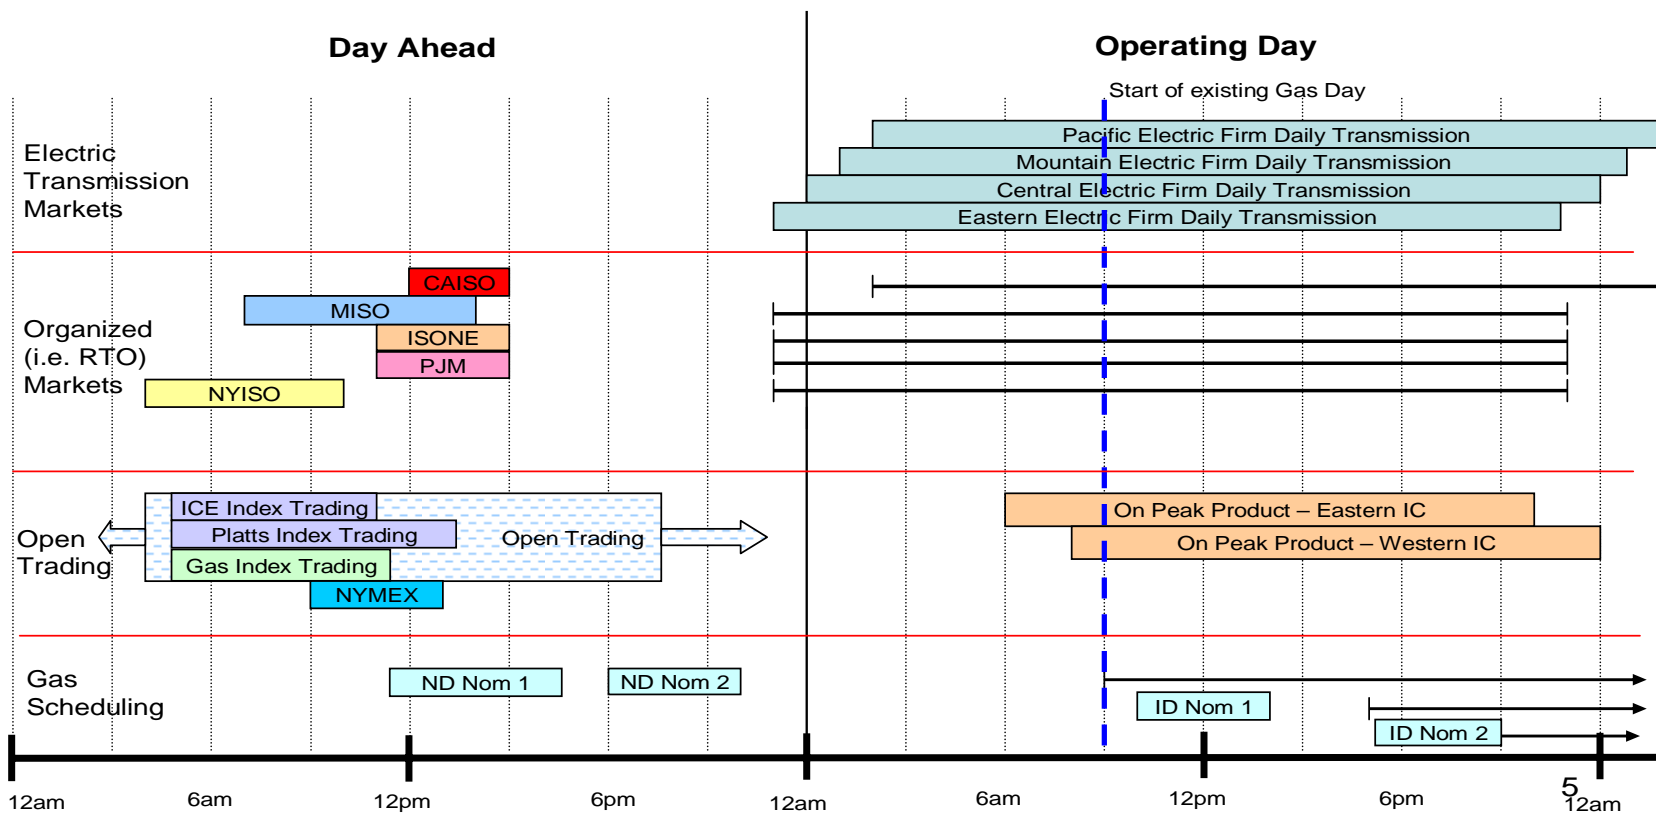 Day Ahead
Operating Day
Start of existing Gas Day
Electric
Transmission
Markets
Pacific Electric Firm Daily Transmission
Mountain Electric Firm Daily Transmission
Central Electric Firm Daily Transmission
Eastern Electric Firm Daily Transmission
Organized
(i.e. RTO)
Markets
CAISO
MISO
ISONE
PJM
NYISO
Open
Trading
ICE Index Trading
Platts Index Trading
Open Trading
Gas Index Trading
NYMEX
On Peak Product – Eastern IC
On Peak Product – Western IC
Gas
Scheduling
ND Nom 1
ND Nom 2
ID Nom 1
ID Nom 2
12am
6am
12pm
6pm
12am
6am
12pm
6pm
5
12am